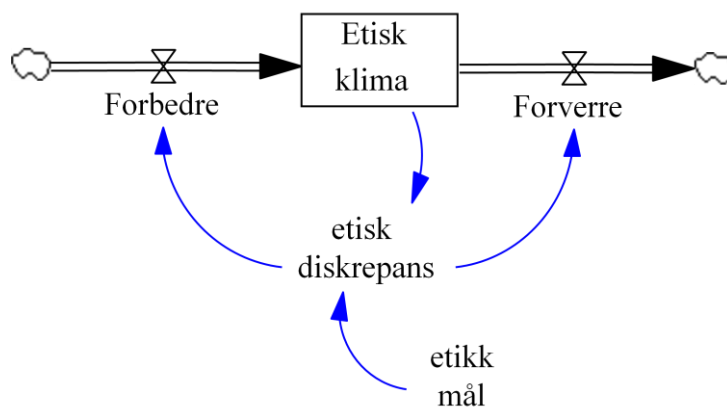 Etisk
klima
Forbedre
Forverre
etisk
diskrepans
etikk
mål